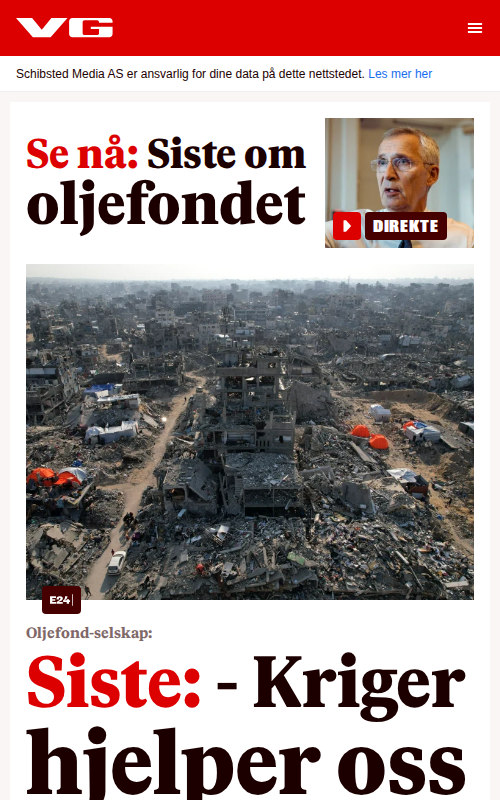 VG
Schibsted Media AS er ansvarlig for dine data på dette nettstedet. Les mer her
Se nå: Siste om
oljefondet
DIREKTE
E24
Oljefond-selskap:
Siste: - Kriger
hjelper oss